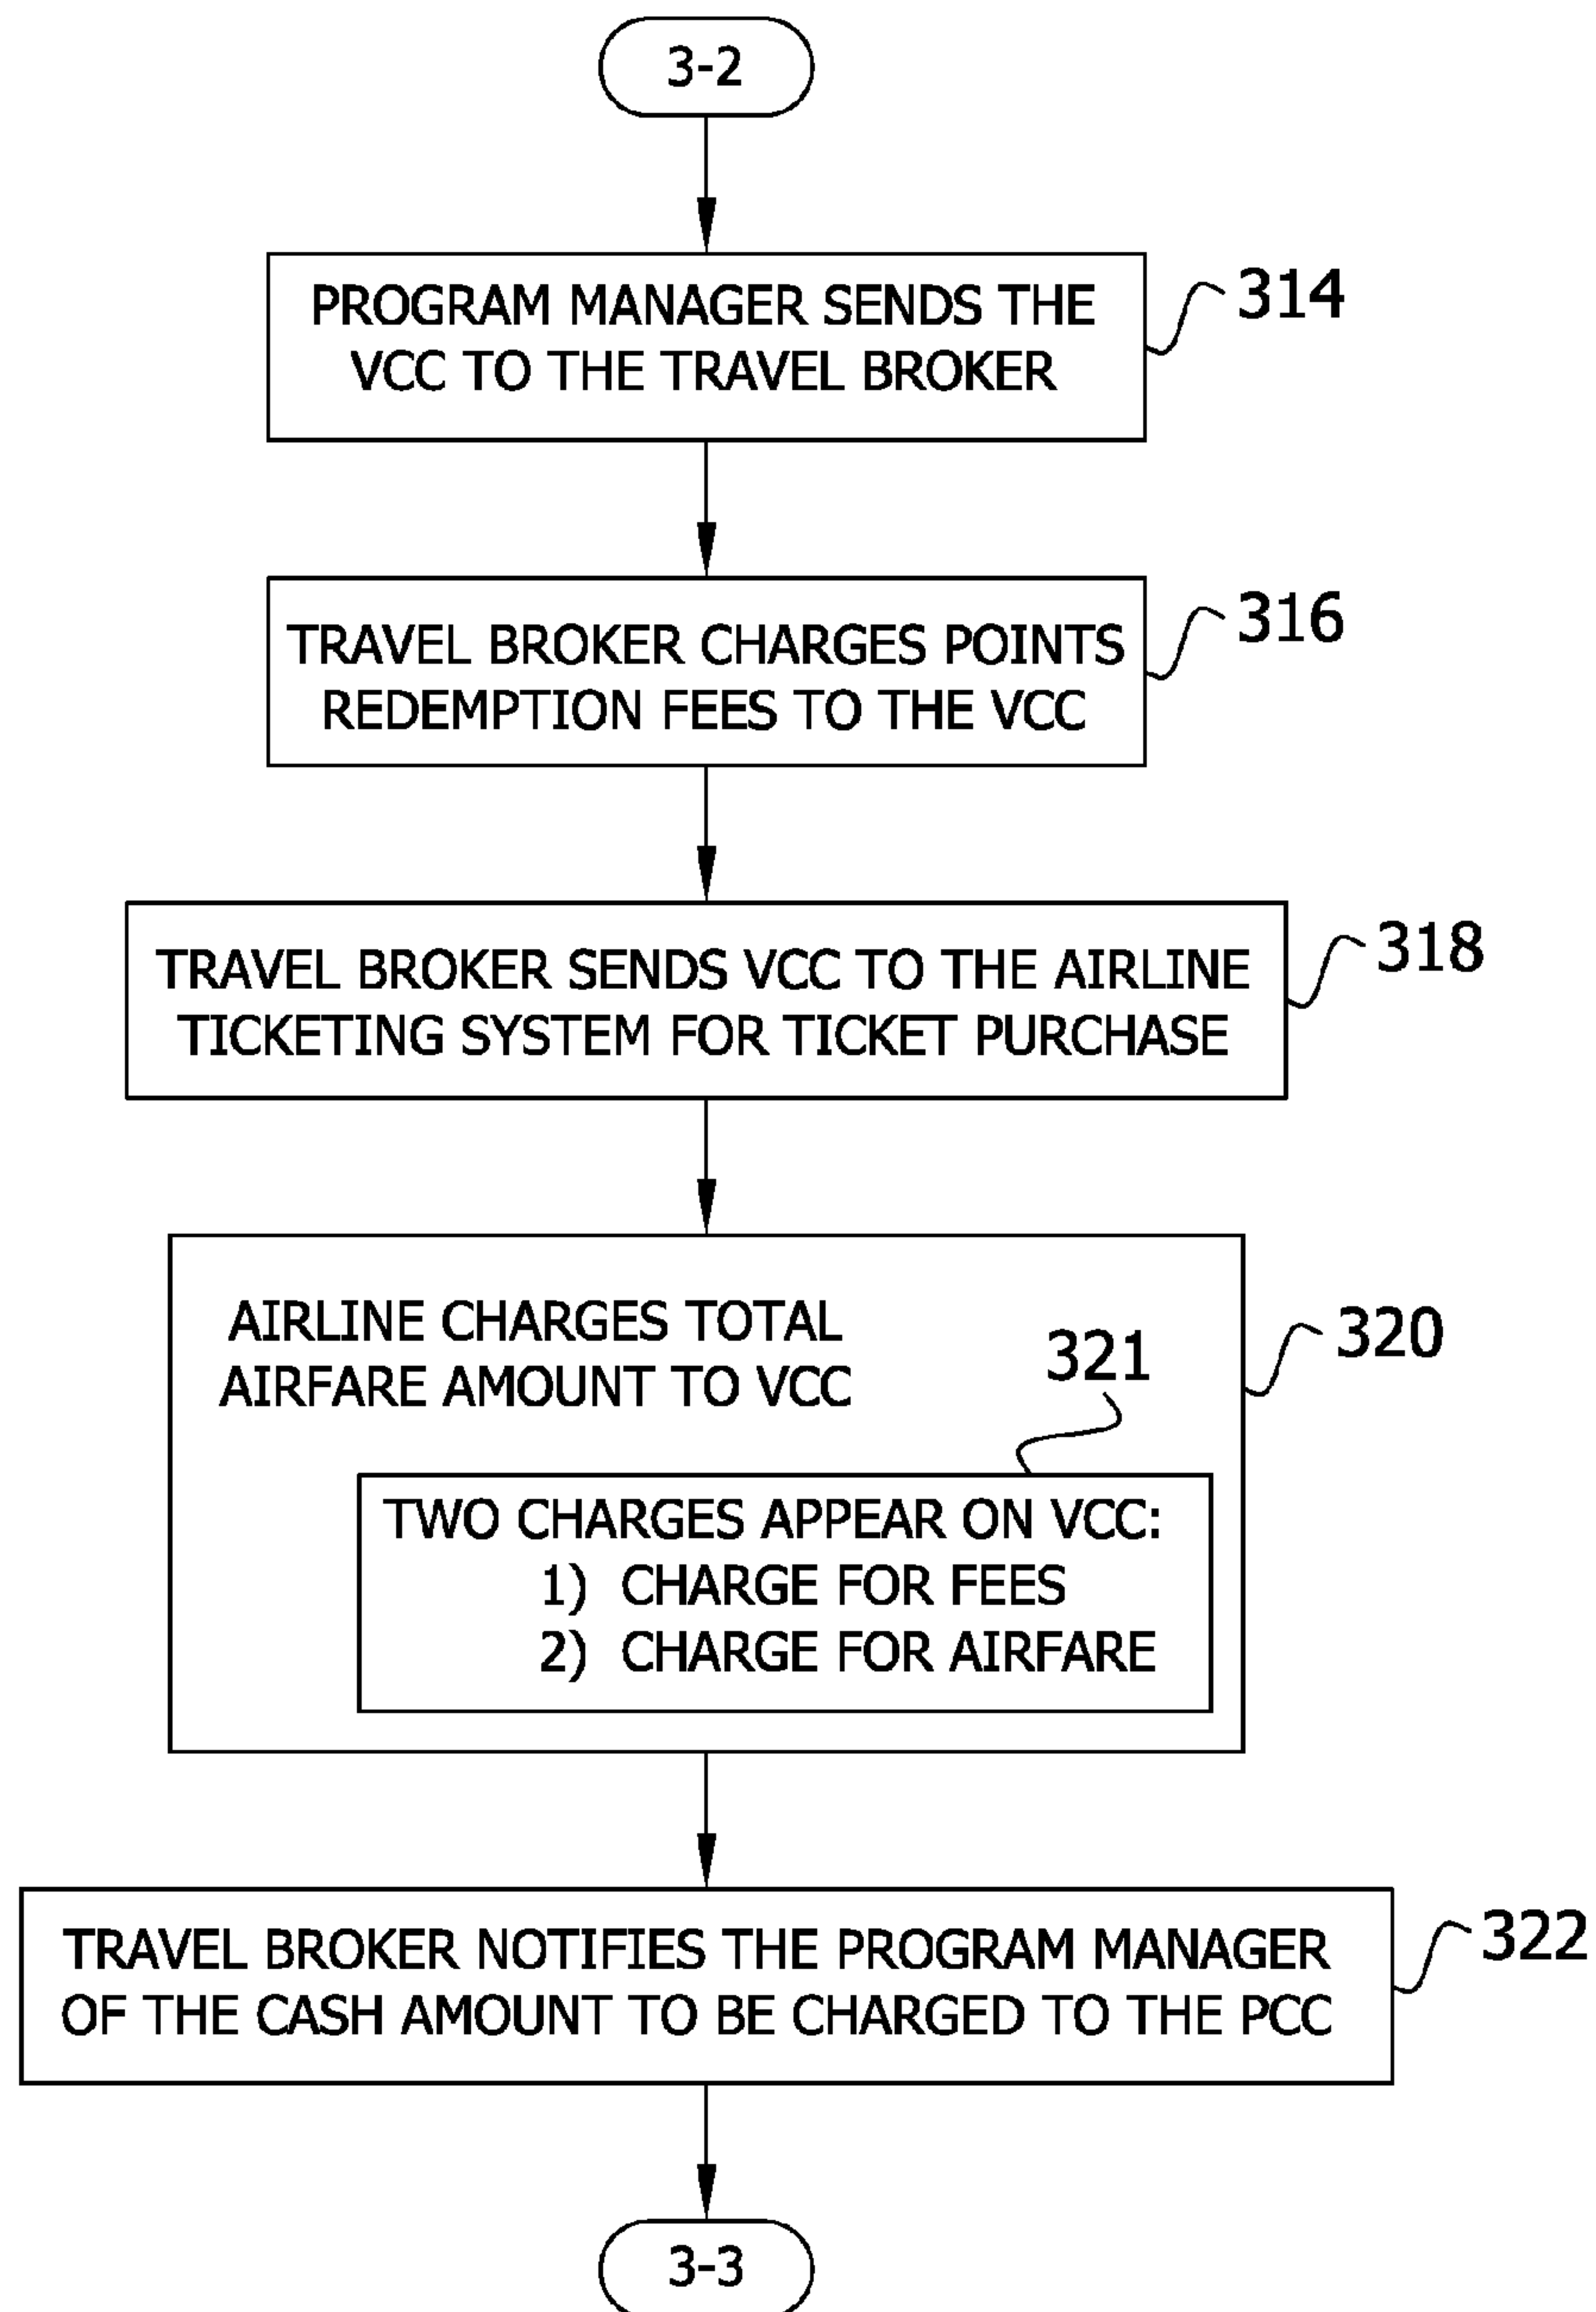 3-2
PROGRAM MANAGER SENDS THE
VCC TO THE TRAVEL BROKER
314
TRAVEL BROKER CHARGES POINTS
REDEMPTION FEES TO THE VCC
316
TRAVEL BROKER SENDS VCC TO THE AIRLINE
TICKETING SYSTEM FOR TICKET PURCHASE
318
AIRLINE CHARGES TOTAL
AIRFARE AMOUNT TO VCC
320
321
TWO CHARGES APPEAR ON VCC:
1) CHARGE FOR FEES
2) CHARGE FOR AIRFARE
TRAVEL BROKER NOTIFIES THE PROGRAM MANAGER
OF THE CASH AMOUNT TO BE CHARGED TO THE PCC
322
3-3